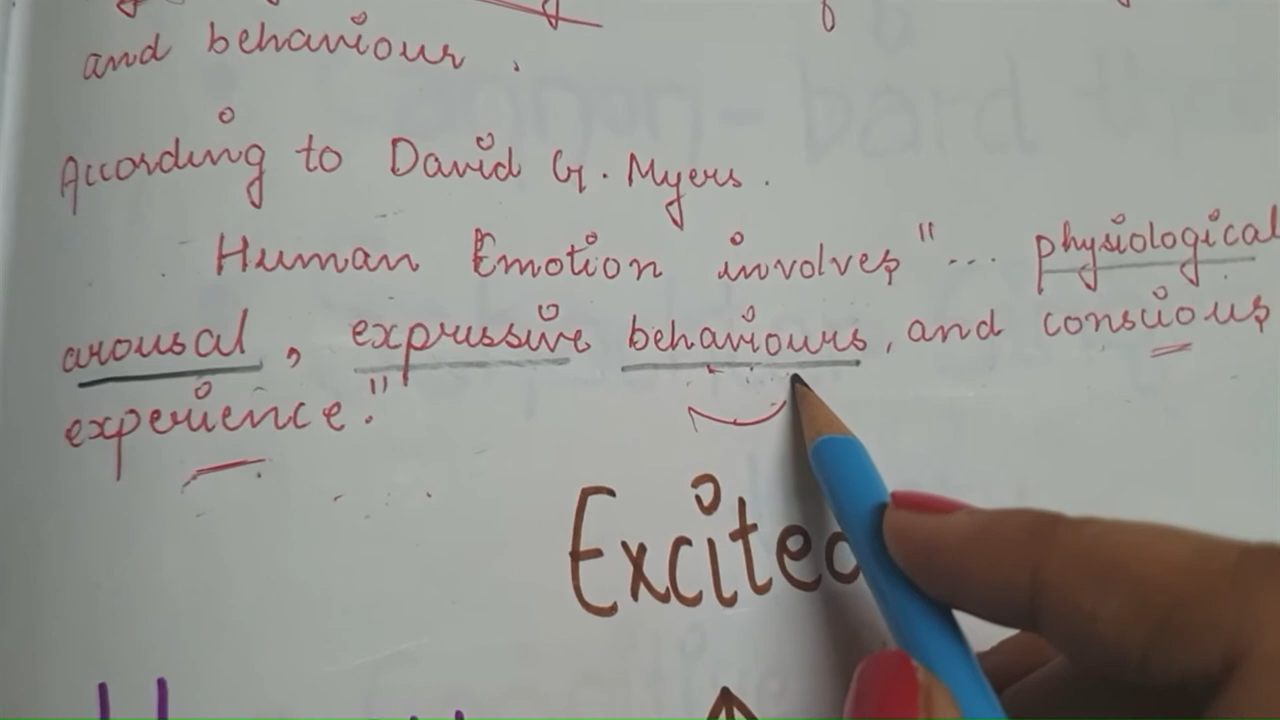 and behaviour .
According to David G. Myers .
Human Emotion involves "... physiological
arousal , expressive behaviours , and conscious
experience."
Excited